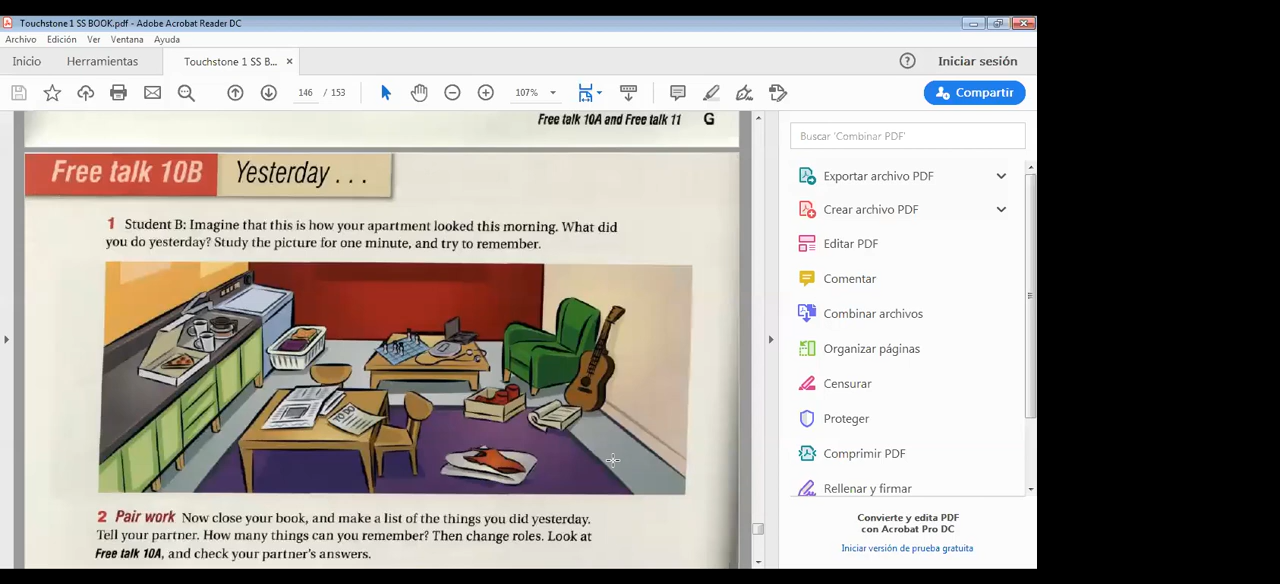 Touchstone 1 SS BOOK.pdf - Adobe Acrobat Reader DC
Archivo Edición Ver Ventana Ayuda
Inicio Herramientas Touchstone 1 SS B... × Iniciar sesión
146 / 153 107% Compartir
Free talk 10A and Free talk 11 G
Buscar 'Combinar PDF'
Free talk 10B Yesterday . . .
Exportar archivo PDF
Crear archivo PDF
Editar PDF
Comentar
Combinar archivos
Organizar páginas
Censurar
Proteger
Comprimir PDF
Rellenar y firmar
Convierte y edita PDF
con Acrobat Pro DC
Iniciar versión de prueba gratuita
1 Student B: Imagine that this is how your apartment looked this morning. What did
you do yesterday? Study the picture for one minute, and try to remember.
TO DO
2 Pair work Now close your book, and make a list of the things you did yesterday.
Tell your partner. How many things can you remember? Then change roles. Look at
Free talk 10A, and check your partner's answers.